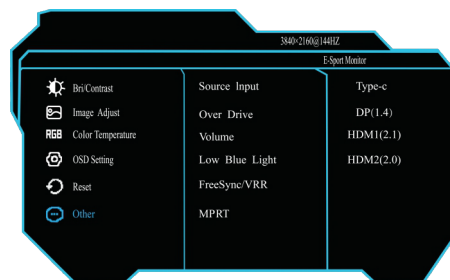 3840×2160@144HZ
E-Sport Monitor
Bri/Contrast
Image Adjust
RGB Color Temperature
OSD Setting
Reset
Other
Source Input
Over Drive
Volume
Low Blue Light
FreeSync/VRR
MPRT
Type-c
DP(1.4)
HDM1(2.1)
HDM2(2.0)